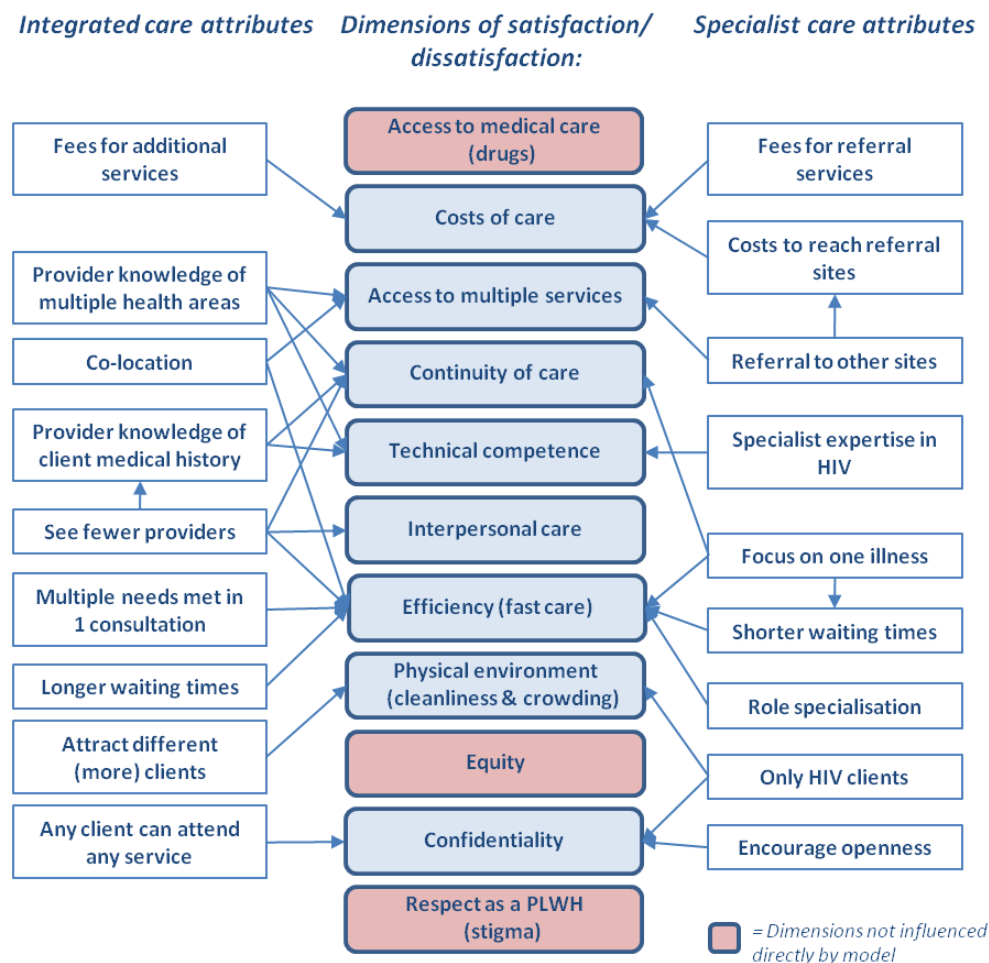 Integrated care attributes
Dimensions of satisfaction/
dissatisfaction:
Specialist care attributes
Fees for additional
services
Provider knowledge of
multiple health areas
Co-location
Provider knowledge of
client medical history
See fewer providers
Multiple needs met in
1 consultation
Longer waiting times
Attract different
(more) clients
Any client can attend
any service
Access to medical care
(drugs)
Costs of care
Access to multiple services
Continuity of care
Technical competence
Interpersonal care
Efficiency (fast care)
Physical environment
(cleanliness & crowding)
Equity
Confidentiality
Respect as a PLWH
(stigma)
Fees for referral
services
Costs to reach referral
sites
Referral to other sites
Specialist expertise in
HIV
Focus on one illness
Shorter waiting times
Role specialisation
Only HIV clients
Encourage openness
= Dimensions not influenced
directly by model